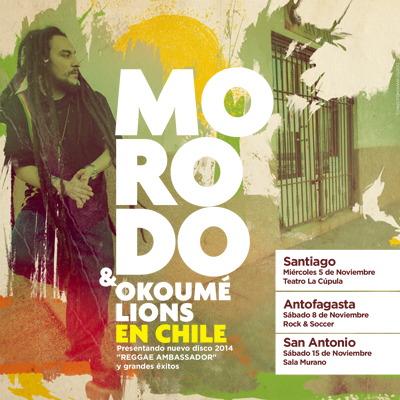 MO
RO
DO
& OKOUMÉ
LIONS
EN CHILE
Presentando nuevo disco 2014
"REGGAE AMBASSADOR"
y grandes éxitos
Santiago
Miércoles 5 de Noviembre
Teatro La Cúpula
Antofagasta
Sábado 8 de Noviembre
Rock & Soccer
San Antonio
Sábado 15 de Noviembre
Sala Murano